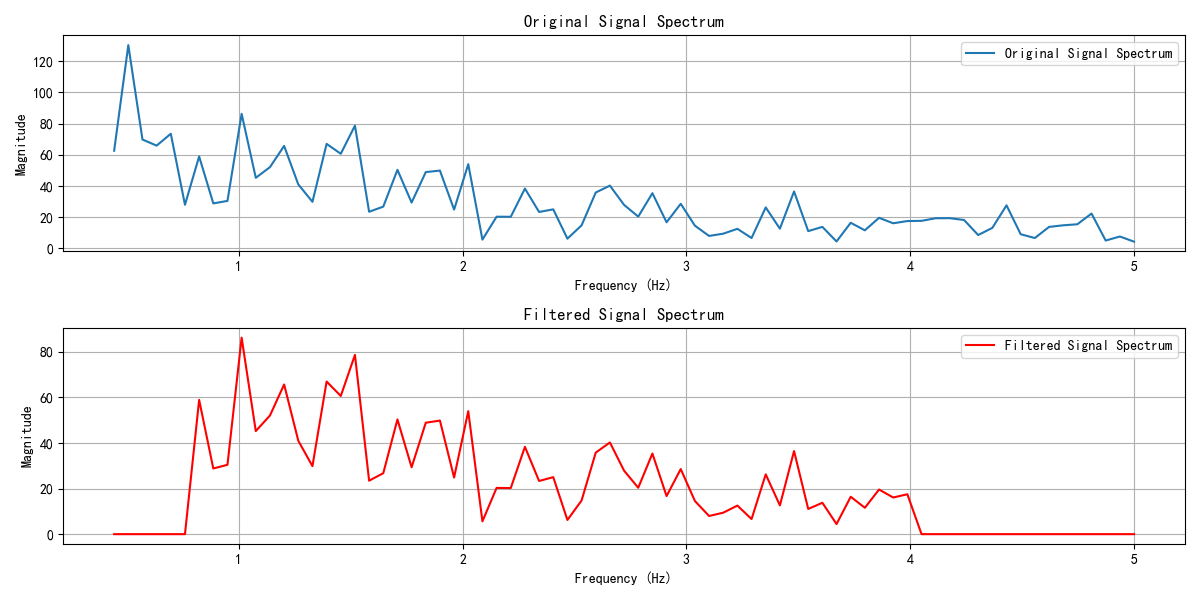 Original Signal Spectrum
Original Signal Spectrum
Magnitude
120
100
80
60
40
20
0
1 2 3 4 5
Frequency (Hz)
Filtered Signal Spectrum
Filtered Signal Spectrum
Magnitude
80
60
40
20
0
1 2 3 4 5
Frequency (Hz)